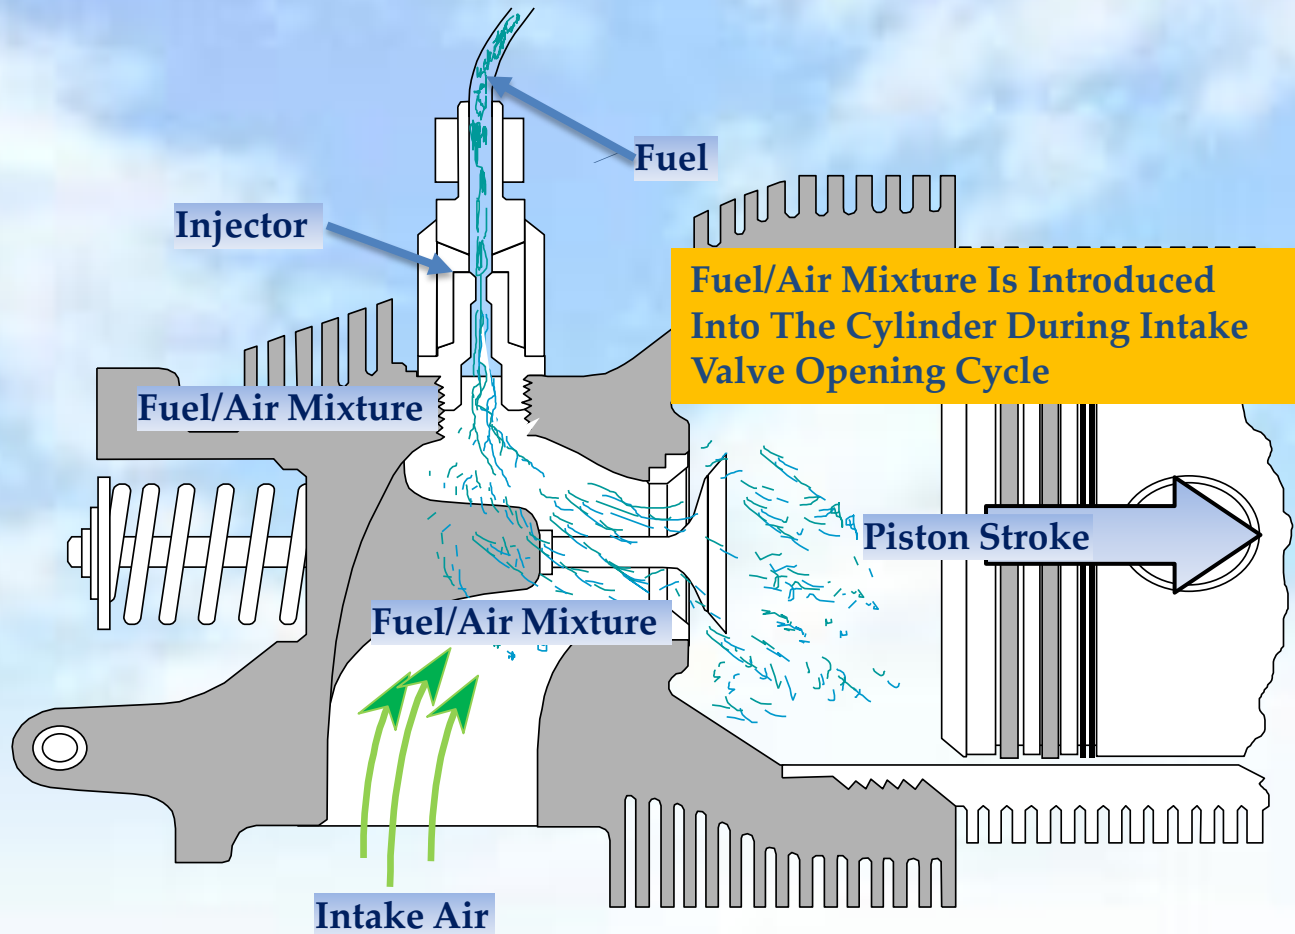 Fuel
Injector
Fuel/Air Mixture Is Introduced
Into The Cylinder During Intake
Valve Opening Cycle
Fuel/Air Mixture
Piston Stroke
Fuel/Air Mixture
Intake Air